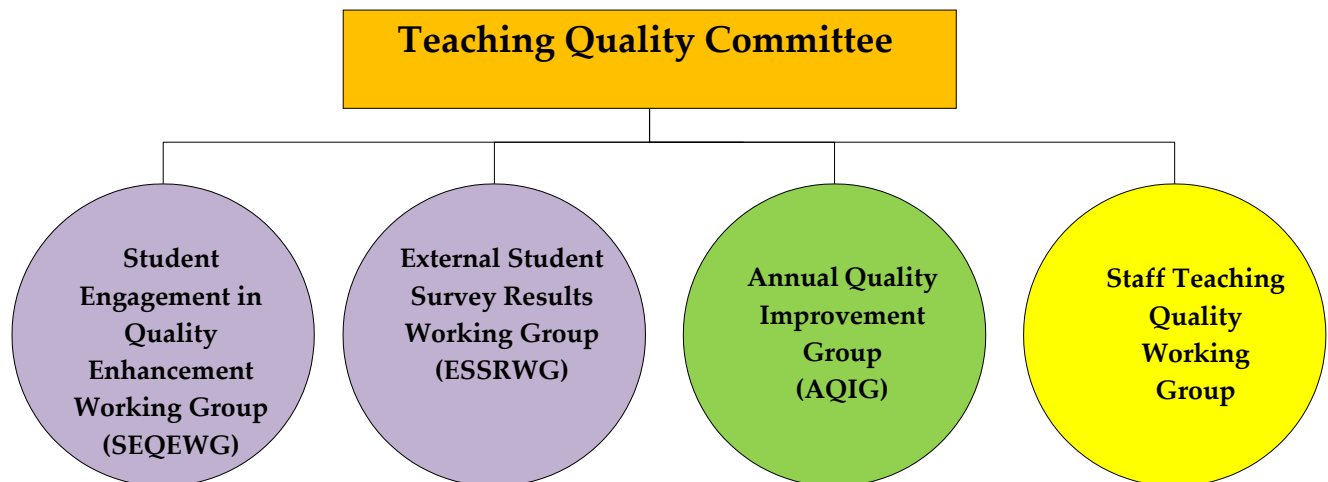 Teaching Quality Committee
Student
Engagement in
Quality
Enhancement
Working Group
(SEQEWG)
External Student
Survey Results
Working Group
(ESSRWG)
Annual Quality
Improvement
Group
(AQIG)
Staff Teaching
Quality
Working
Group